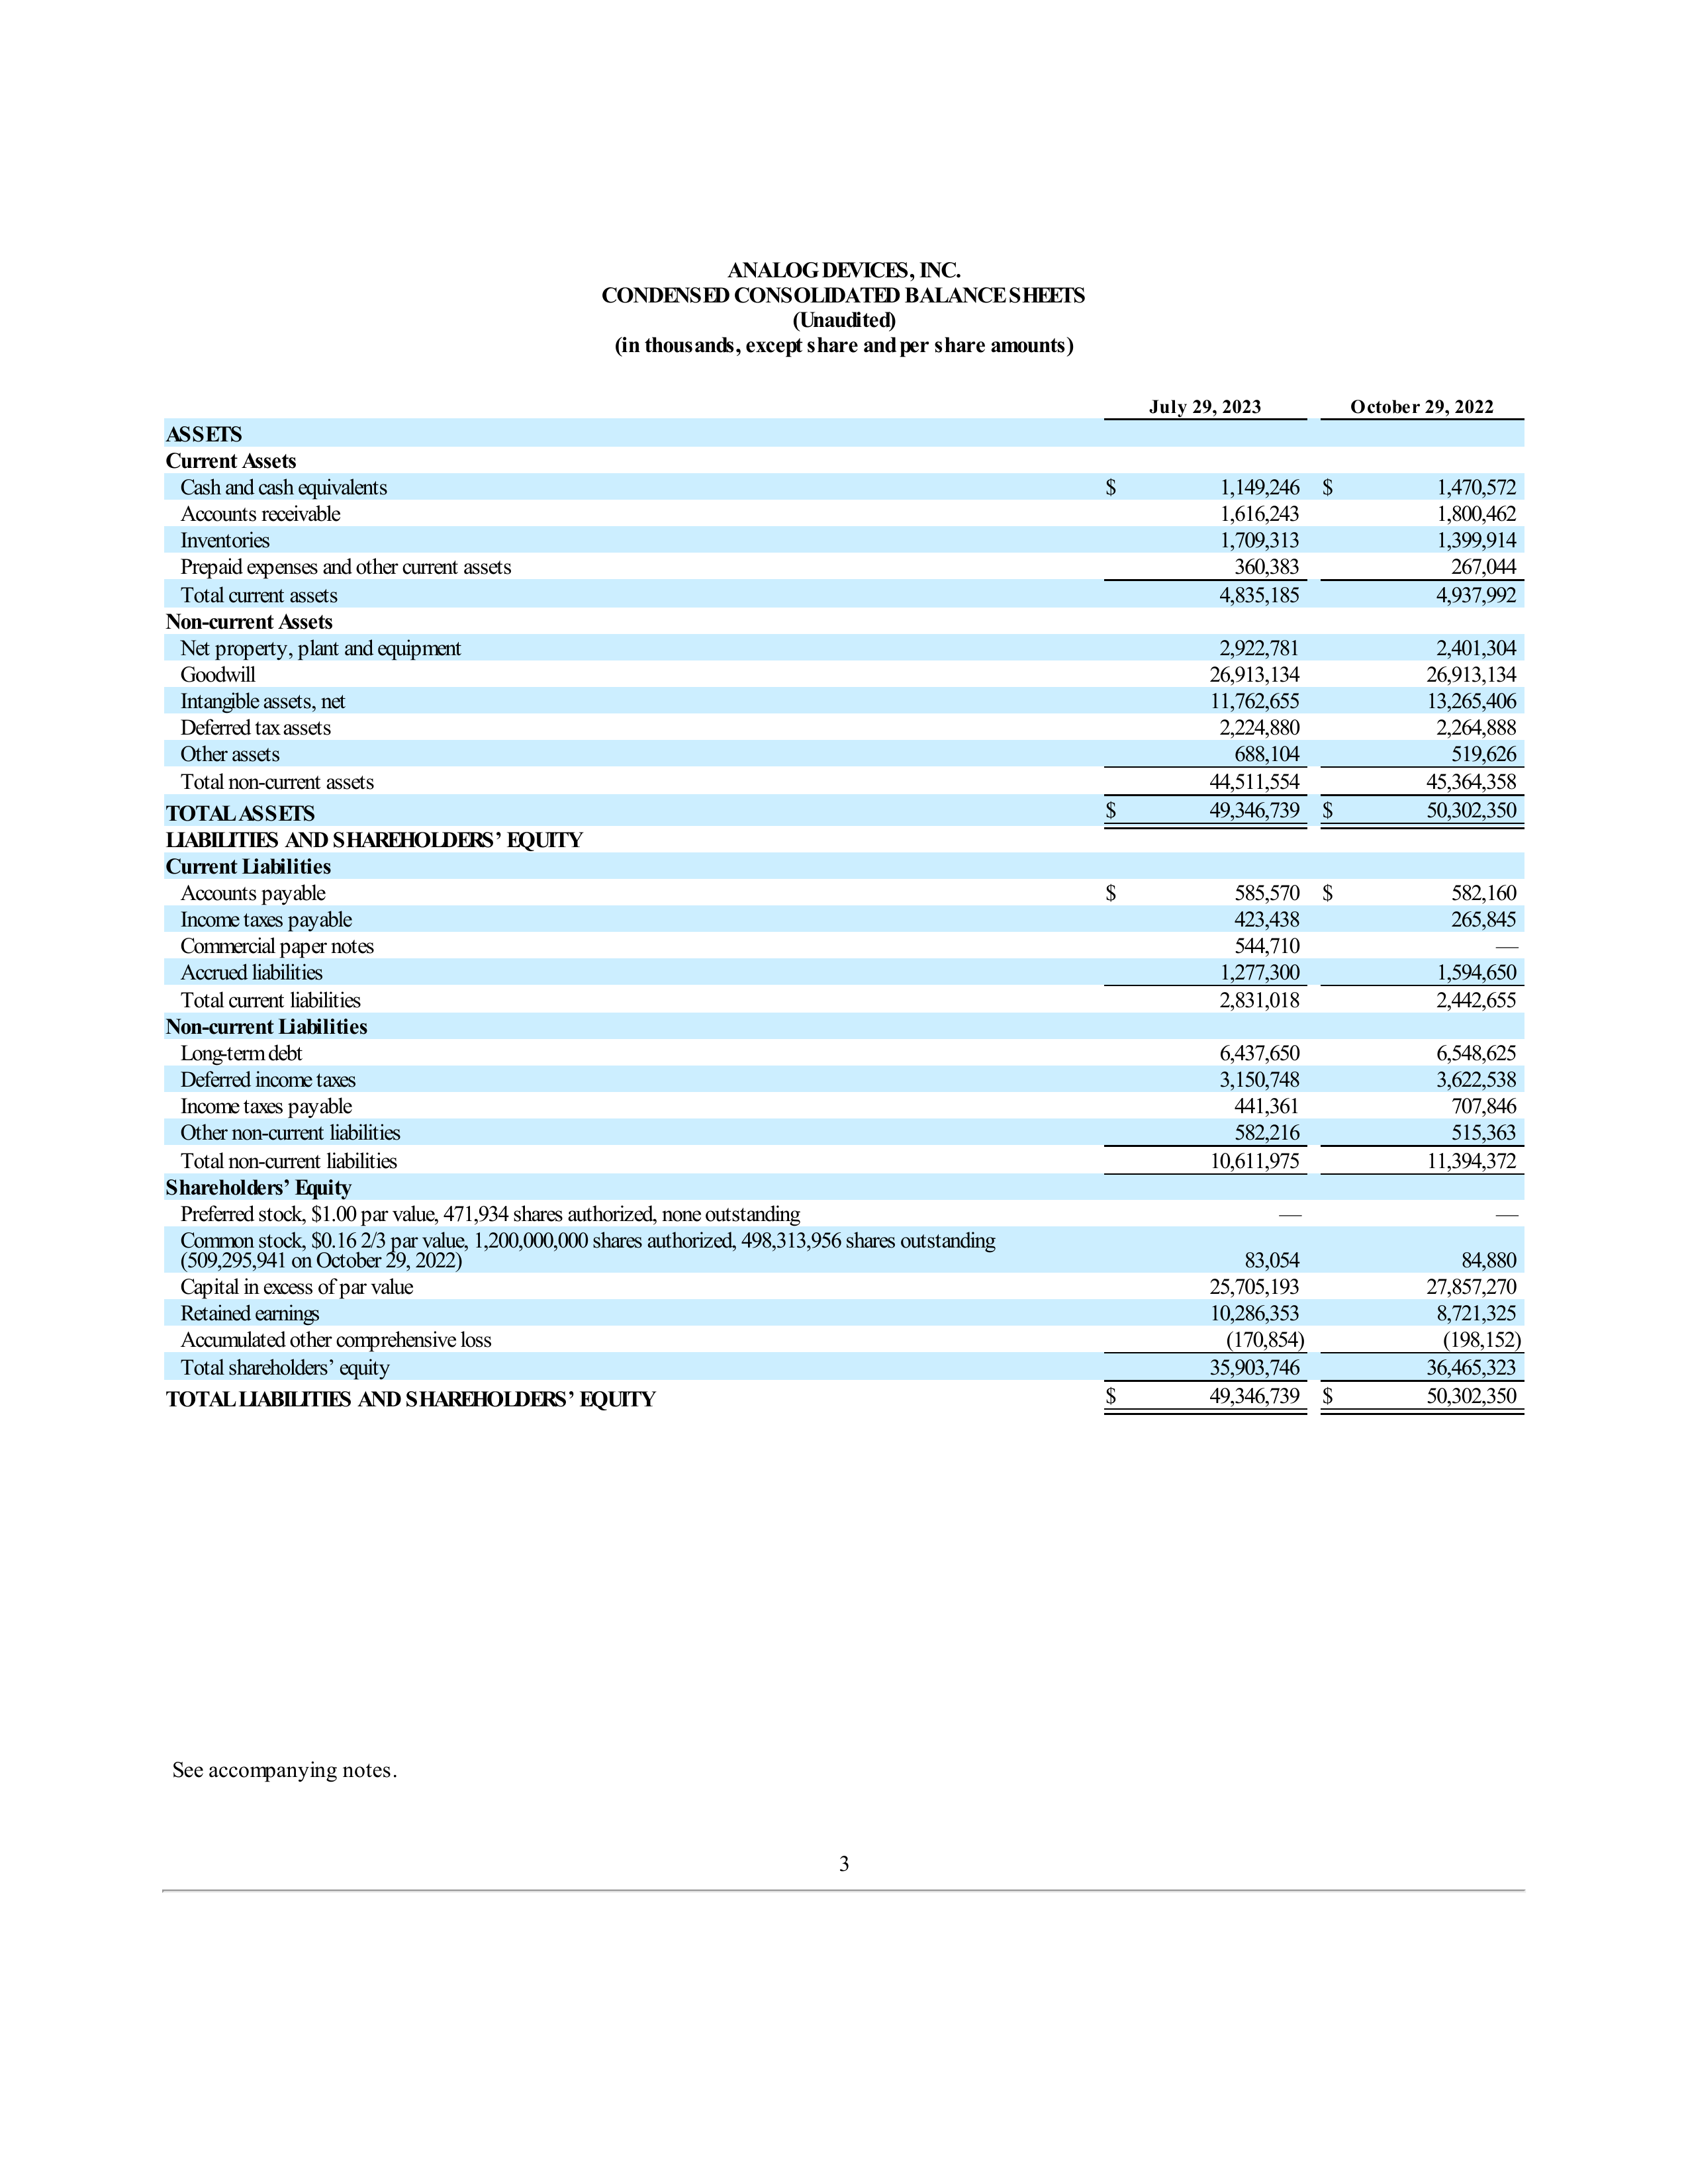 ANALOG DEVICES, INC.
CONDENSED CONSOLIDATED BALANCE SHEETS
(Unaudited)
(in thousands, except share and per share amounts)
July 29, 2023 October 29, 2022
ASSETS
Current Assets
Cash and cash equivalents $ 1,149,246 $ 1,470,572
Accounts receivable 1,616,243 1,800,462
Inventories 1,709,313 1,399,914
Prepaid expenses and other current assets 360,383 267,044
Total current assets 4,835,185 4,937,992
Non-current Assets
Net property, plant and equipment 2,922,781 2,401,304
Goodwill 26,913,134 26,913,134
Intangible assets, net 11,762,655 13,265,406
Deferred tax assets 2,224,880 2,264,888
Other assets 688,104 519,626
Total non-current assets 44,511,554 45,364,358
TOTAL ASSETS $ 49,346,739 $ 50,302,350
LIABILITIES AND SHAREHOLDERS’ EQUITY
Current Liabilities
Accounts payable $ 585,570 $ 582,160
Income taxes payable 423,438 265,845
Commercial paper notes 544,710 —
Accrued liabilities 1,277,300 1,594,650
Total current liabilities 2,831,018 2,442,655
Non-current Liabilities
Long-term debt 6,437,650 6,548,625
Deferred income taxes 3,150,748 3,622,538
Income taxes payable 441,361 707,846
Other non-current liabilities 582,216 515,363
Total non-current liabilities 10,611,975 11,394,372
Shareholders’ Equity
Preferred stock, $1.00 par value, 471,934 shares authorized, none outstanding — —
Common stock, $0.16 2/3 par value, 1,200,000,000 shares authorized, 498,313,956 shares outstanding
(509,295,941 on October 29, 2022) 83,054 84,880
Capital in excess of par value 25,705,193 27,857,270
Retained earnings 10,286,353 8,721,325
Accumulated other comprehensive loss (170,854) (198,152)
Total shareholders’ equity 35,903,746 36,465,323
TOTAL LIABILITIES AND SHAREHOLDERS’ EQUITY $ 49,346,739 $ 50,302,350
See accompanying notes.
3